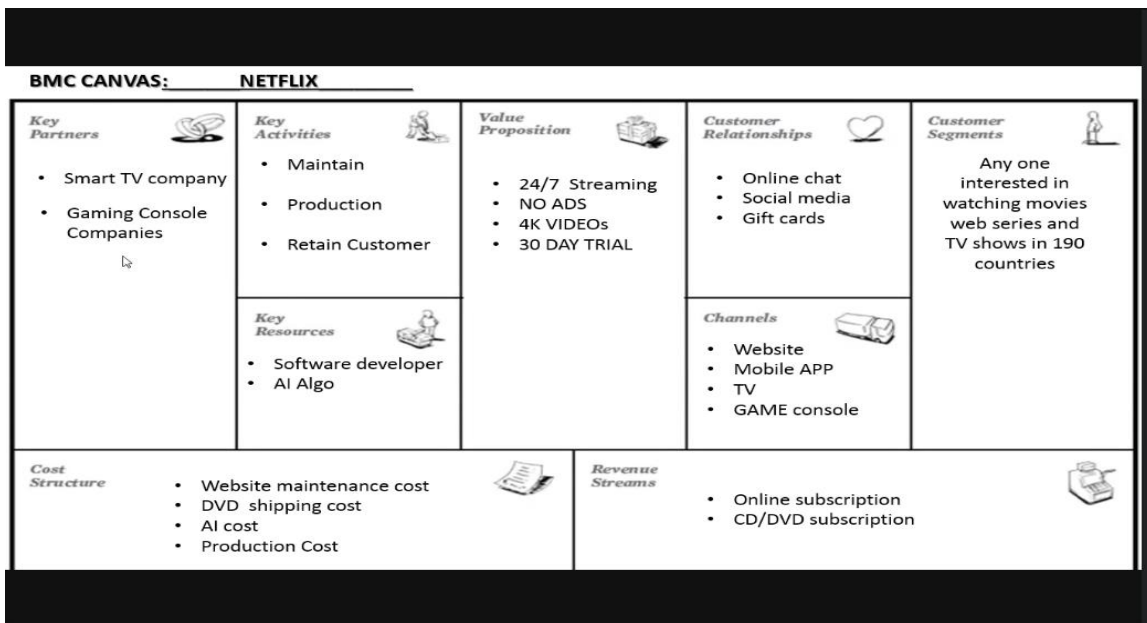 BMC CANVAS: NETFLIX
Key
Partners
• Smart TV company
• Gaming Console
Companies
Key
Activities
• Maintain
• Production
• Retain Customer
Key
Resources
• Software developer
• AI Algo
Value
Proposition
• 24/7 Streaming
• NO ADS
• 4K VIDEOs
• 30 DAY TRIAL
Customer
Relationships
• Online chat
• Social media
• Gift cards
Channels
• Website
• Mobile APP
• TV
• GAME console
Customer
Segments
Any one
interested in
watching movies
web series and
TV shows in 190
countries
Cost
Structure
• Website maintenance cost
• DVD shipping cost
• AI cost
• Production Cost
Revenue
Streams
• Online subscription
• CD/DVD subscription